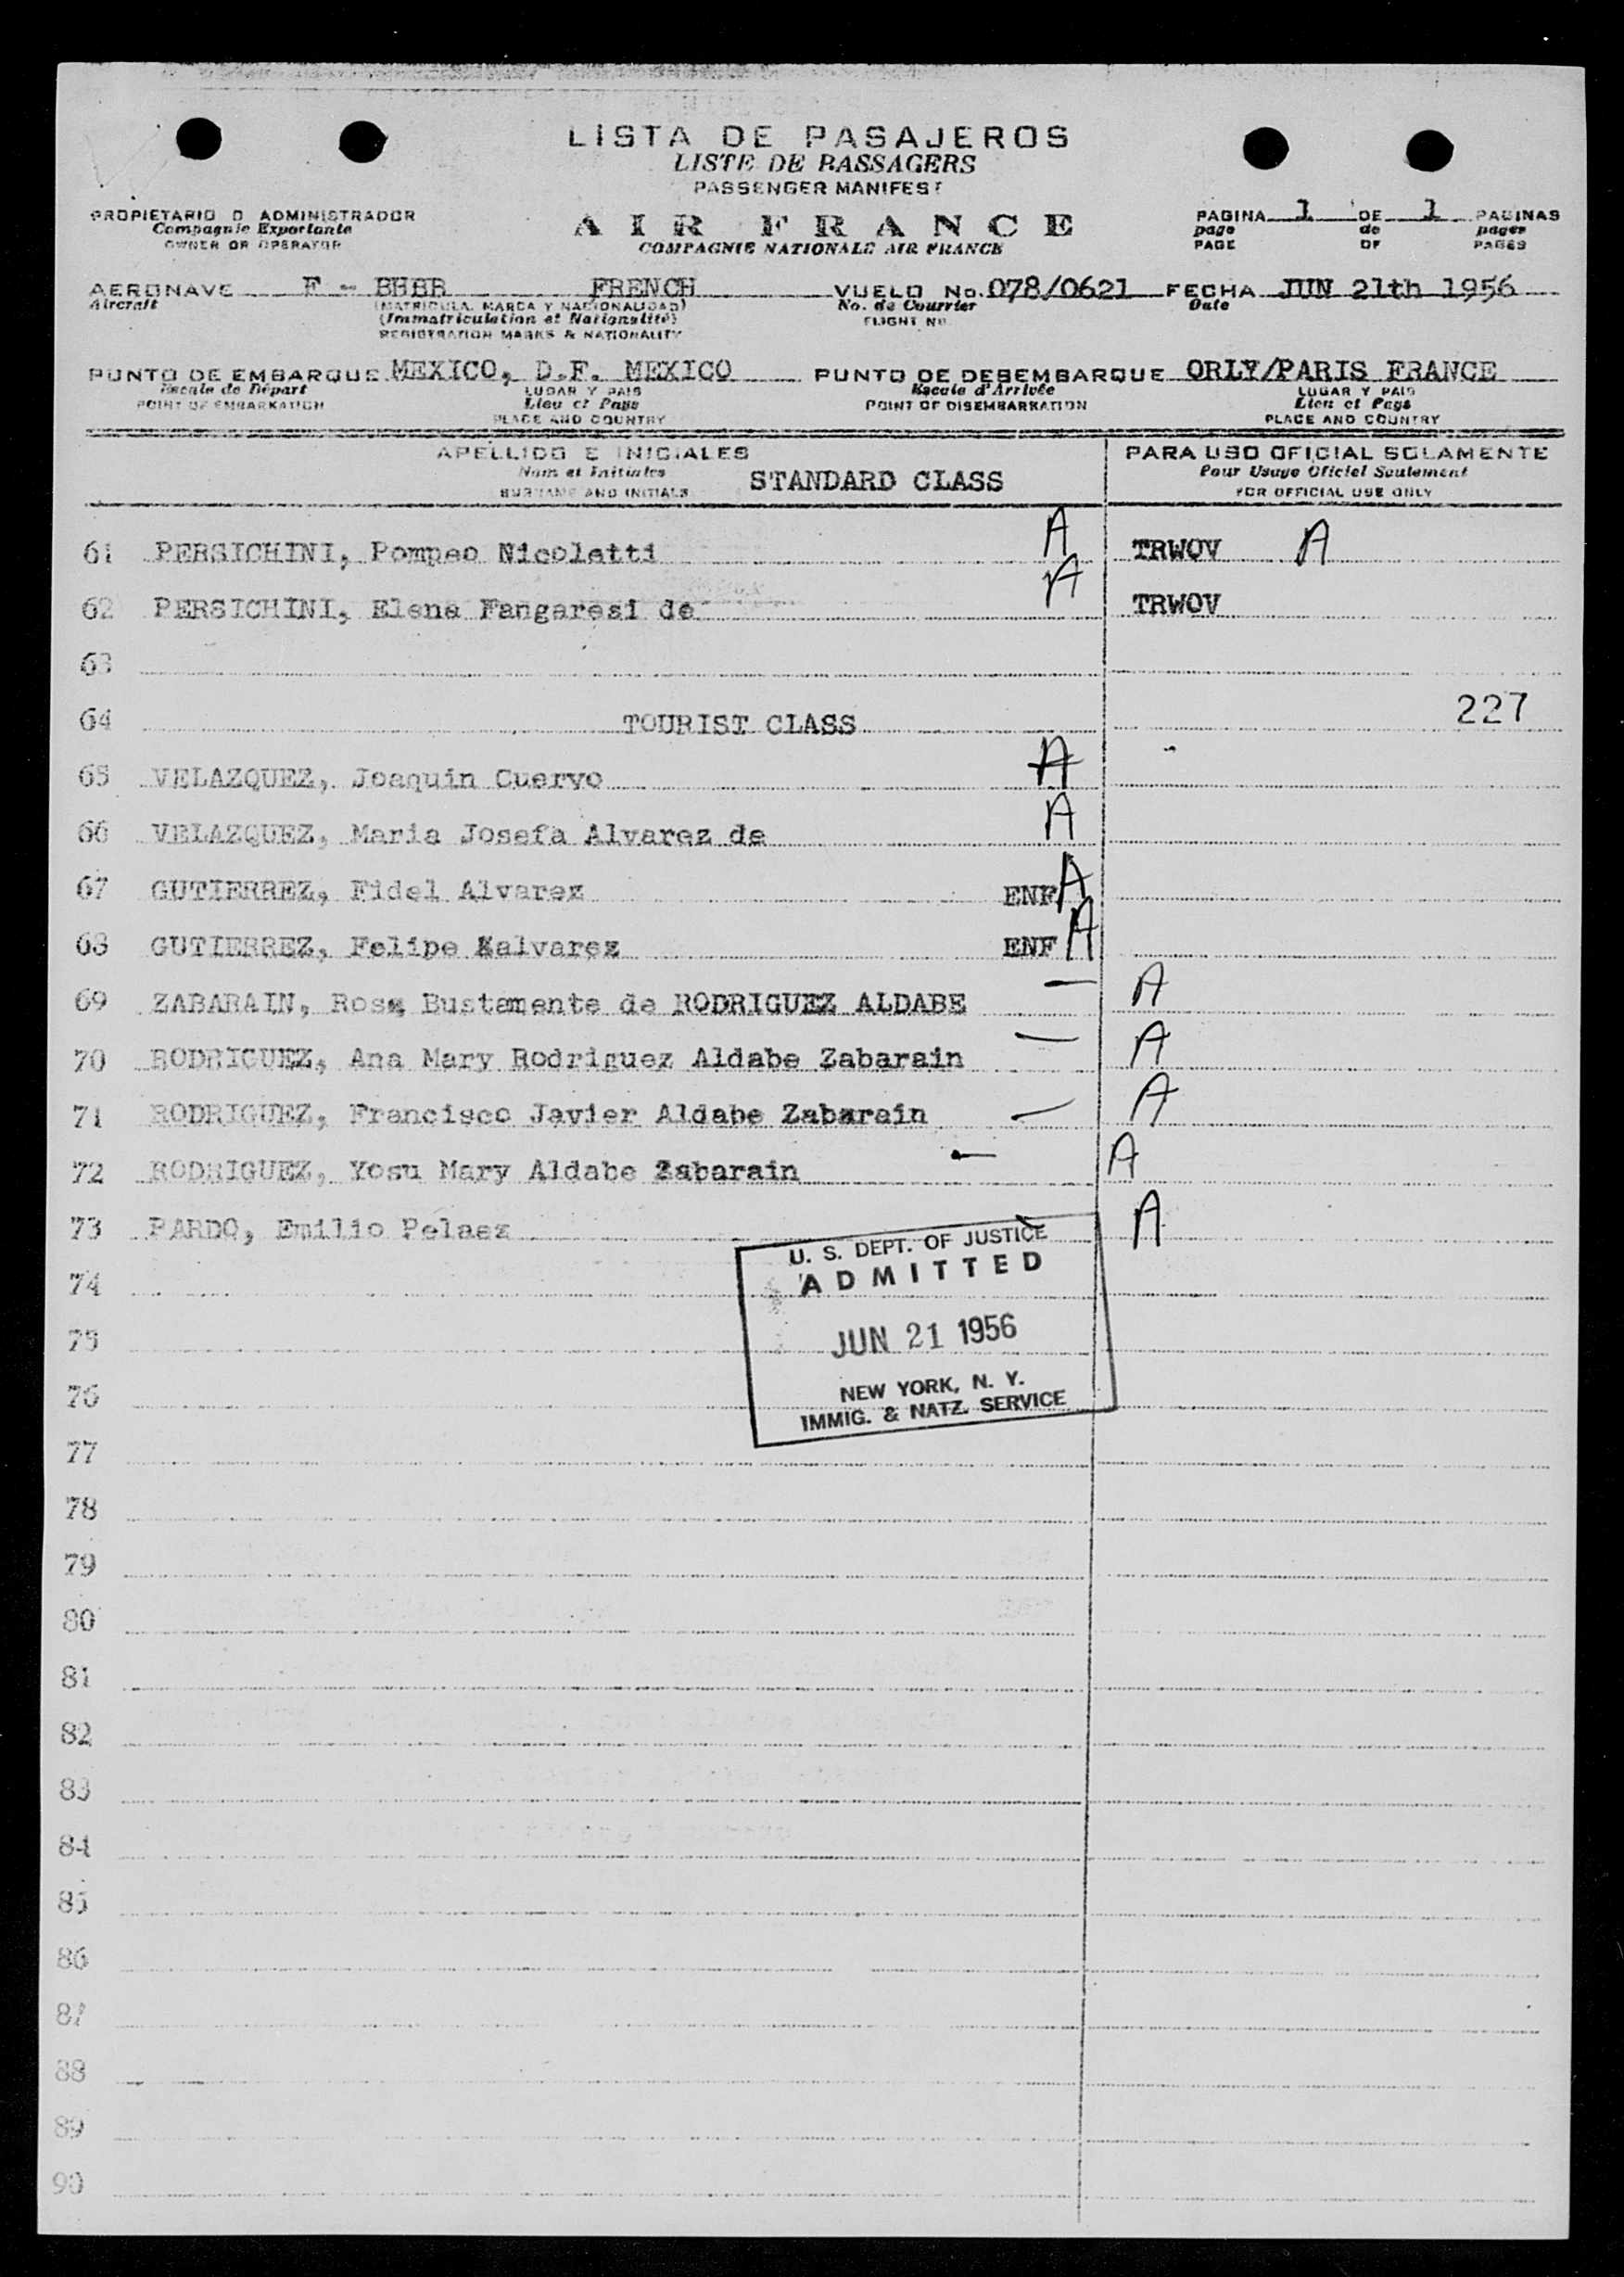 LISTA DE PASAJEROS
LISTE DE PASSAGERS
PASSENGER MANIFEST
PROPIETARIO O ADMINISTRADOR
Compagnie Exportante
OWNER OR OPERATOR
AIR FRANCE
COMPAGNIE NATIONALE AIR FRANCE
PAGINA 1 DE 1 PAGINAS
page de pages
PAGE OF PAGES
AERONAVE F - BHBR FRENCH VUELO No. 078/0621 FECHA JUN 21th 1956
Aircraft (MATRICULA, MARCA Y NACIONALIDAD) No. de Courrier Date
(Immatriculation et Nationalité) FLIGHT No.
REGISTRATION MARKS & NATIONALITY
PUNTO DE EMBARQUE MEXICO, D.F. MEXICO PUNTO DE DESEMBARQUE ORLY/PARIS FRANCE
Escale de Départ LUGAR Y PAIS Escale d'Arrivée LUGAR Y PAIS
POINT OF EMBARKATION Lieu et Pays POINT OF DISEMBARKATION Lieu et Pays
PLACE AND COUNTRY PLACE AND COUNTRY
APELLIDO E INICIALES PARA USO OFICIAL SOLAMENTE
Nom et Initiales STANDARD CLASS Pour Usage Officiel Seulement
SURNAME AND INITIALS FOR OFFICIAL USE ONLY
61 PERSICHINI, Pompeo Nicoletti A TRWOV A
62 PERSICHINI, Elena Fangaresi de A TRWOV
63
64 TOURIST CLASS 227
65 VELAZQUEZ, Joaquin Cuervo A
66 VELAZQUEZ, Maria Josefa Alvarez de A
67 GUTIERREZ, Fidel Alvarez ENF A
68 GUTIERREZ, Felipe Xalvarez ENF A
69 ZABARAIN, Rosa Bustamente de RODRIGUEZ ALDABE — A
70 RODRIGUEZ, Ana Mary Rodriguez Aldabe Zabarain — A
71 RODRIGUEZ, Francisco Javier Aldabe Zabarain — A
72 RODRIGUEZ, Yosu Mary Aldabe Zabarain — A
73 PARDO, Emilio Pelaez A
U. S. DEPT. OF JUSTICE
ADMITTED
74
JUN 21 1956
75
NEW YORK, N. Y.
76
IMMIG. & NATZ. SERVICE
77
78
79
80
81
82
83
84
85
86
87
88
89
90